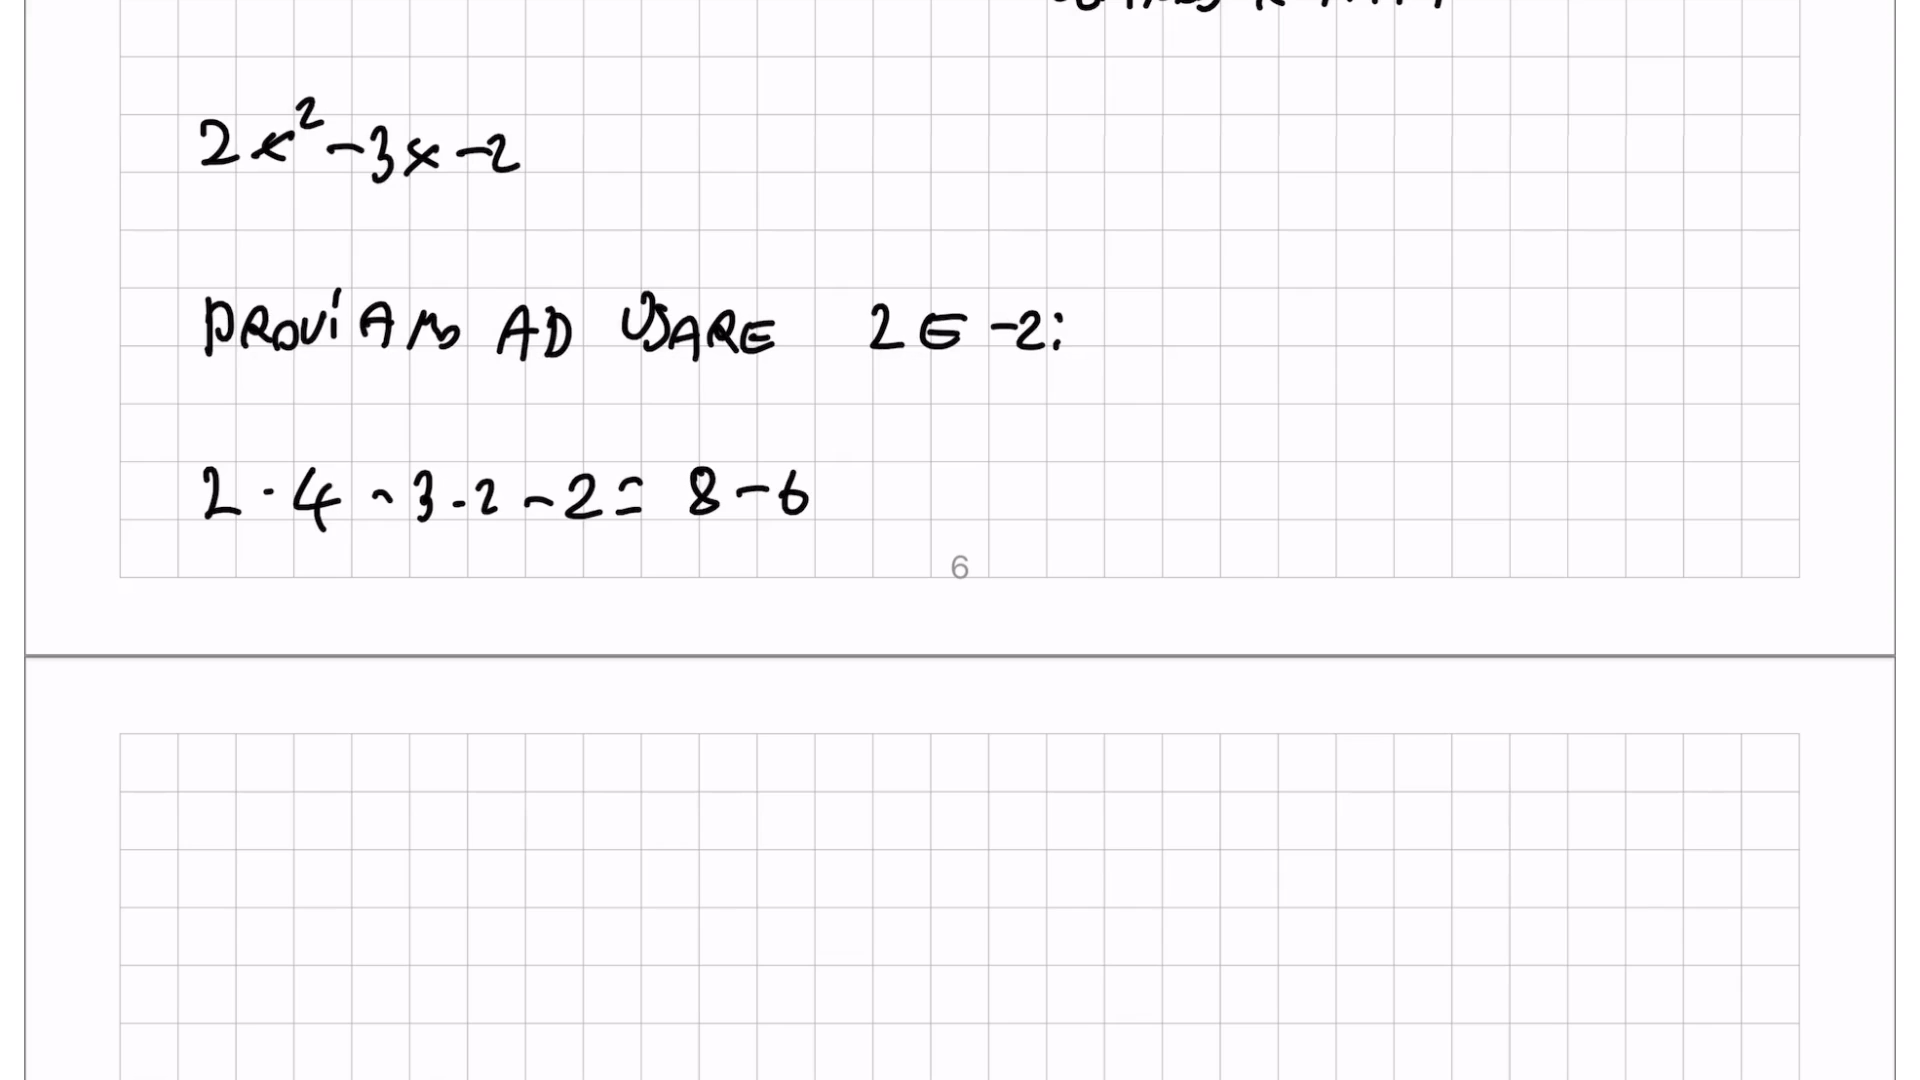 2x² - 3x - 2
PROVIAMO AD USARE 2 E -2:
2 · 4 - 3 · 2 - 2 = 8 - 6
6